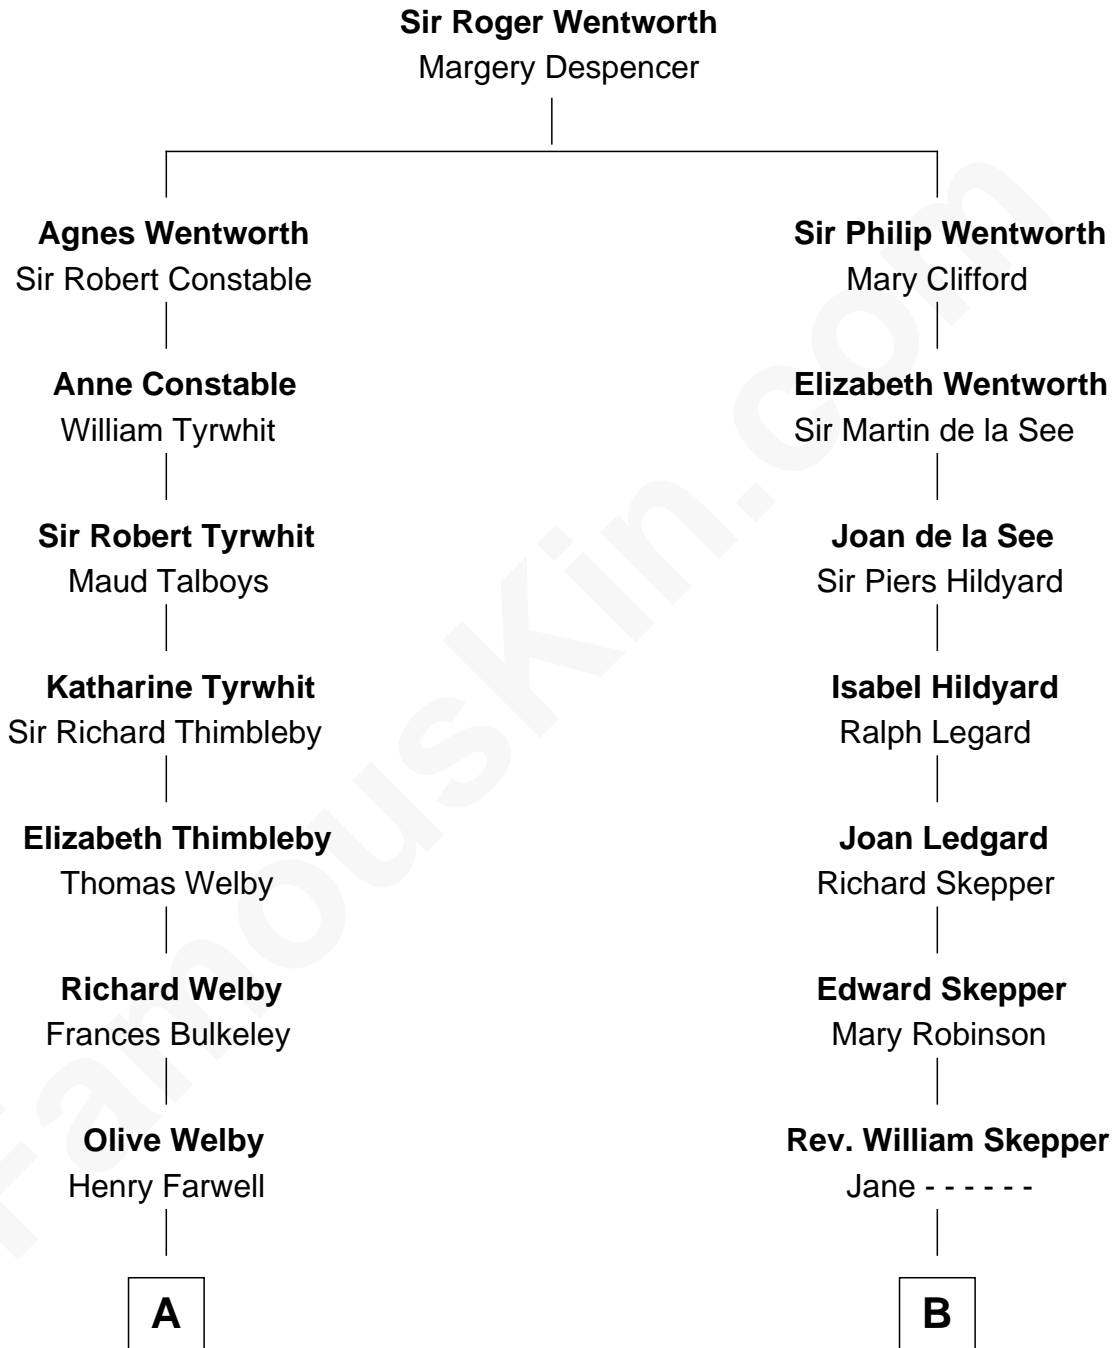 Sir Roger Wentworth
Margery Despencer
Agnes Wentworth
Sir Robert Constable
Anne Constable
William Tyrwhit
Sir Robert Tyrwhit
Maud Talboys
Katharine Tyrwhit
Sir Richard Thimbleby
Elizabeth Thimbleby
Thomas Welby
Richard Welby
Frances Bulkeley
Olive Welby
Henry Farwell
A
Sir Philip Wentworth
Mary Clifford
Elizabeth Wentworth
Sir Martin de la See
Joan de la See
Sir Piers Hildyard
Isabel Hildyard
Ralph Legard
Joan Ledgard
Richard Skepper
Edward Skepper
Mary Robinson
Rev. William Skepper
Jane - - - - - -
B
FamousKin.com